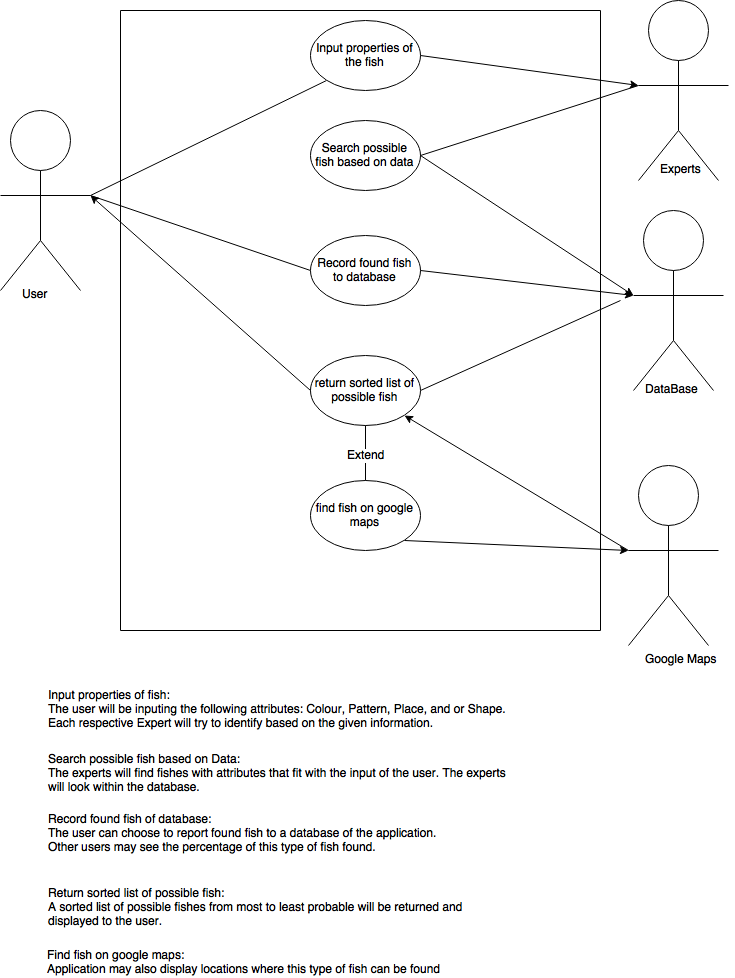 Input properties of
the fish
Experts
Search possible
fish based on data
User
Record found fish
to database
DataBase
return sorted list of
possible fish
Extend
find fish on google
maps
Google Maps
Input properties of fish:
The user will be inputing the following attributes: Colour, Pattern, Place, and or Shape.
Each respective Expert will try to identify based on the given information.
Search possible fish based on Data:
The experts will find fishes with attributes that fit with the input of the user. The experts
will look within the database.
Record found fish of database:
The user can choose to report found fish to a database of the application.
Other users may see the percentage of this type of fish found.
Return sorted list of possible fish:
A sorted list of possible fishes from most to least probable will be returned and
displayed to the user.
Find fish on google maps:
Application may also display locations where this type of fish can be found